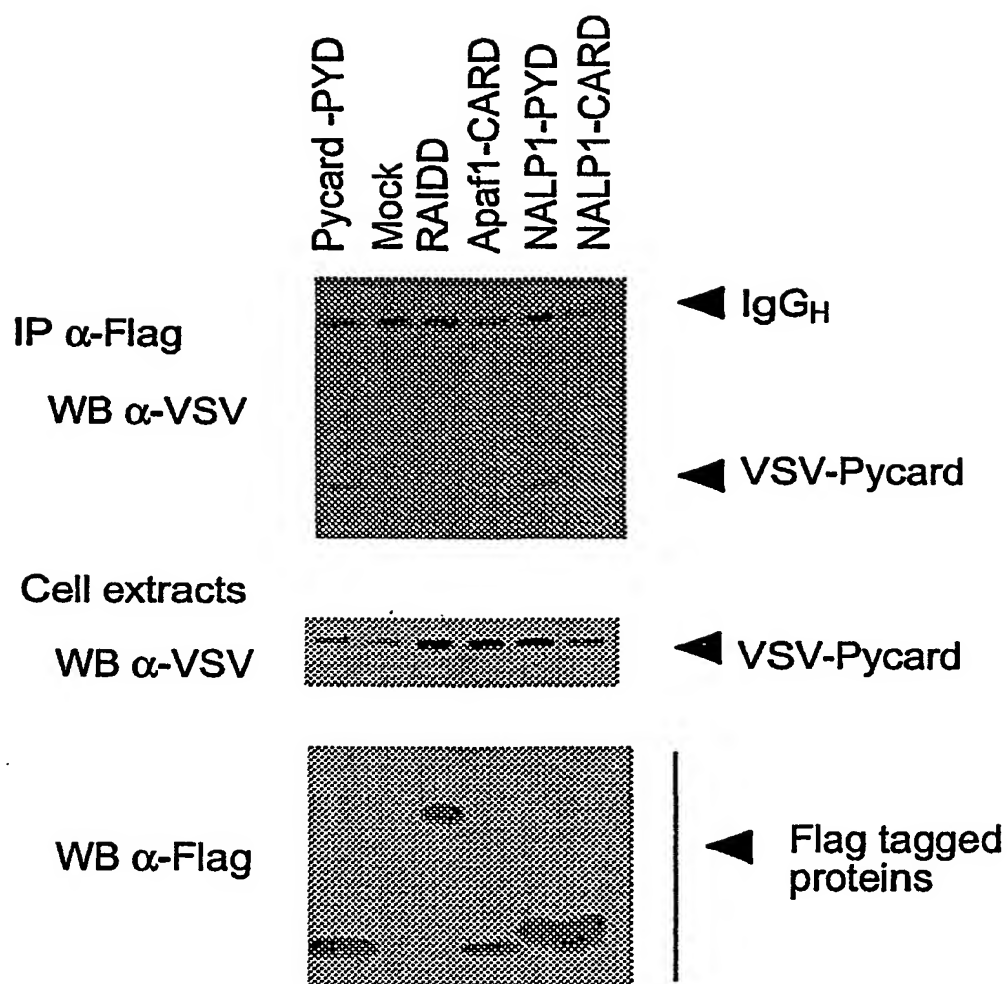 Pycard -PYD
Mock
RAIDD
Apaf1-CARD
NALP1-PYD
NALP1-CARD
IP α-Flag
IgGH
WB α-VSV
VSV-Pycard
Cell extracts
WB α-VSV
VSV-Pycard
WB α-Flag
Flag tagged
proteins